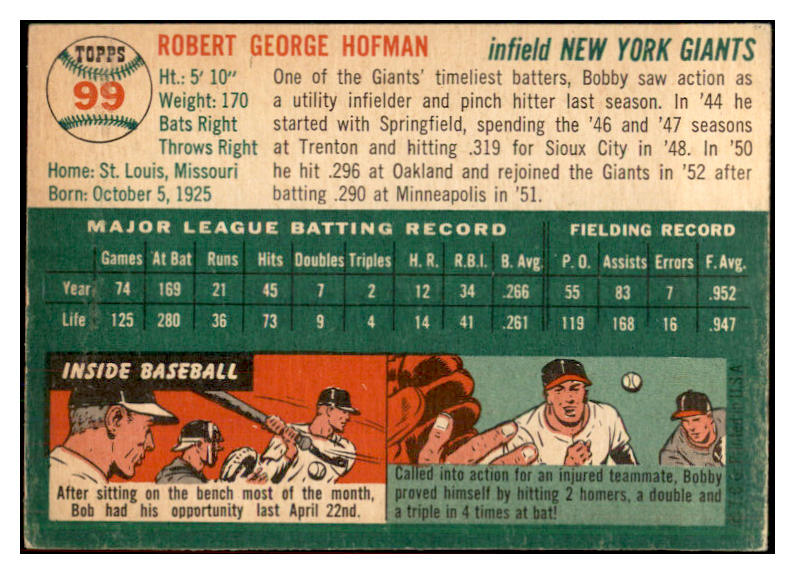 TOPPS
99
ROBERT GEORGE HOFMAN
infield NEW YORK GIANTS
Ht.: 5' 10"
Weight: 170
Bats Right
Throws Right
Home: St. Louis, Missouri
Born: October 5, 1925
One of the Giants' timeliest batters, Bobby saw action as
a utility infielder and pinch hitter last season. In '44 he
started with Springfield, spending the '46 and '47 seasons
at Trenton and hitting .319 for Sioux City in '48. In '50
he hit .296 at Oakland and rejoined the Giants in '52 after
batting .290 at Minneapolis in '51.
MAJOR LEAGUE BATTING RECORD FIELDING RECORD
Games At Bat Runs Hits Doubles Triples H. R. R.B.I. B. Avg. P. O. Assists Errors F. Avg.
Year 74 169 21 45 7 2 12 34 .266 55 83 7 .952
Life 125 280 36 73 9 4 14 41 .261 119 168 16 .947
INSIDE BASEBALL
After sitting on the bench most of the month,
Bob had his opportunity last April 22nd.
Called into action for an injured teammate, Bobby
proved himself by hitting 2 homers, a double and
a triple in 4 times at bat!
T. C. G. Printed in U.S.A.